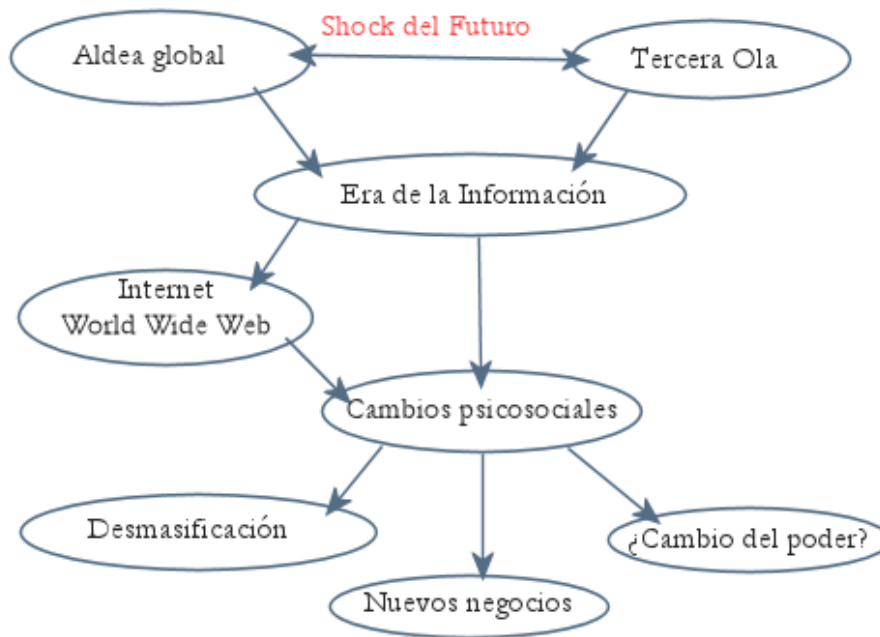 Shock del Futuro
Aldea global
Tercera Ola
Era de la Información
Internet
World Wide Web
Cambios psicosociales
Desmasificación
¿Cambio del poder?
Nuevos negocios